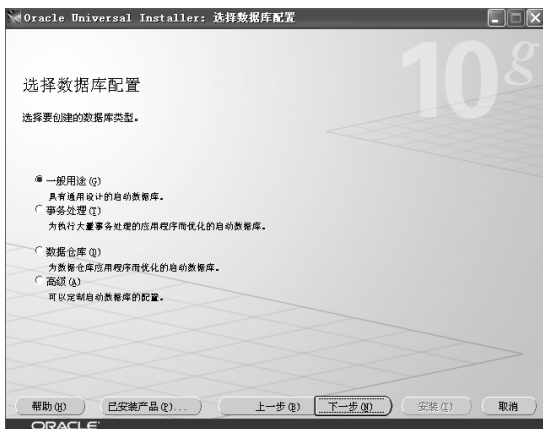 Oracle Universal Installer: 选择数据库配置
10g
选择数据库配置
选择要创建的数据库类型。
一般用途(G)
具有通用设计的启动数据库。
事务处理(T)
为执行大量事务处理的应用程序而优化的启动数据库。
数据仓库(D)
为数据仓库应用程序而优化的启动数据库。
高级(A)
可以定制启动数据库的配置。
帮助(H) 已安装产品(P)... 上一步(B) 下一步(N) 安装(I) 取消
ORACLE